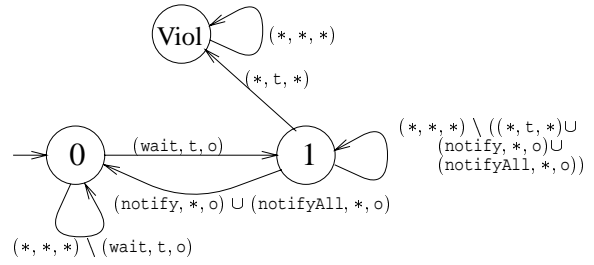 Viol
(*, *, *)
(*, t, *)
(*, *, *) \ ((*, t, *)∪
(notify, *, o)∪
(notifyAll, *, o))
0
(wait, t, o)
1
(notify, *, o) ∪ (notifyAll, *, o)
(*, *, *) \ (wait, t, o)